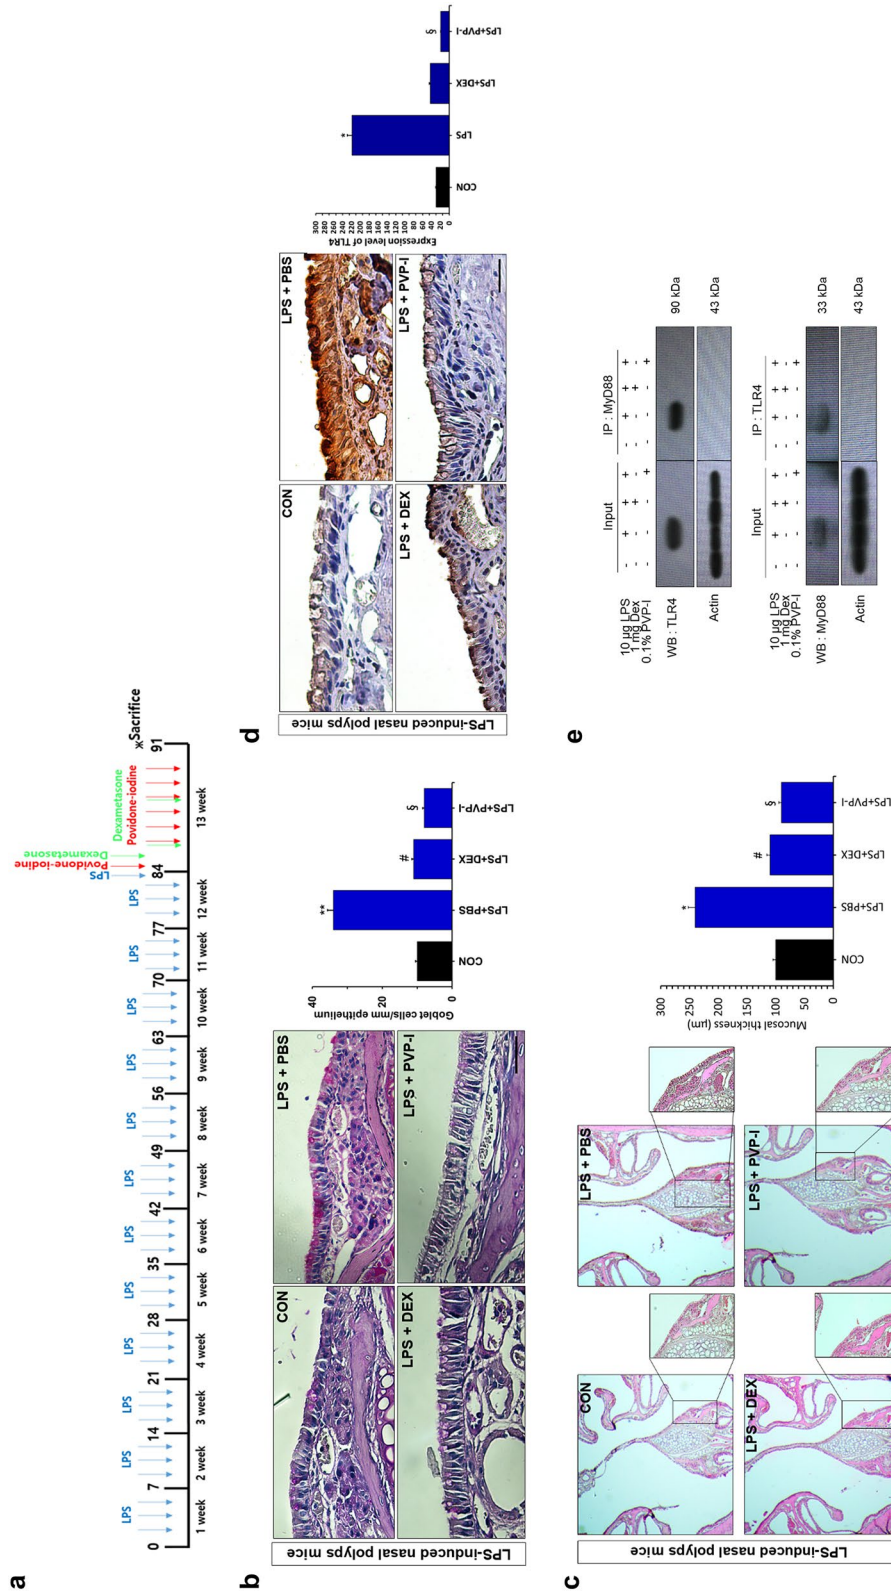 a
LPS
LPS
LPS
LPS
LPS
LPS
LPS
LPS
LPS
LPS
LPS
LPS
LPS
Povidone-iodine
Dexametasone
Dexametasone
Povidone-iodine
⁎Sacrifice
0
7
14
21
28
35
42
49
56
63
70
77
84
91
1 week
2 week
3 week
4 week
5 week
6 week
7 week
8 week
9 week
10 week
11 week
12 week
13 week
b
LPS-induced nasal polyps mice
CON
LPS + PBS
LPS + DEX
LPS + PVP-I
Goblet cells/mm epithelium
40
20
0
**
#
§
CON
LPS+PBS
LPS+DEX
LPS+PVP-I
c
LPS-induced nasal polyps mice
CON
LPS + PBS
LPS + DEX
LPS + PVP-I
Mucosal thickness (μm)
300
250
200
150
100
50
0
*
#
§
CON
LPS+PBS
LPS+DEX
LPS+PVP-I
d
LPS-induced nasal polyps mice
CON
LPS + PBS
LPS + DEX
LPS + PVP-I
Expression level of TLR4
300
280
260
240
220
200
180
160
140
120
100
80
60
40
20
0
*
§
CON
LPS
LPS+DEX
LPS+PVP-I
e
Input IP : MyD88
10 μg LPS - + + + - + + +
1 mg Dex - - + - - - + -
0.1% PVP-I - - - + - - - +
WB : TLR4 90 kDa
Actin 43 kDa
Input IP : TLR4
10 μg LPS - + + + - + + +
1 mg Dex - - + - - - + -
0.1% PVP-I - - - + - - - +
WB : MyD88 33 kDa
Actin 43 kDa